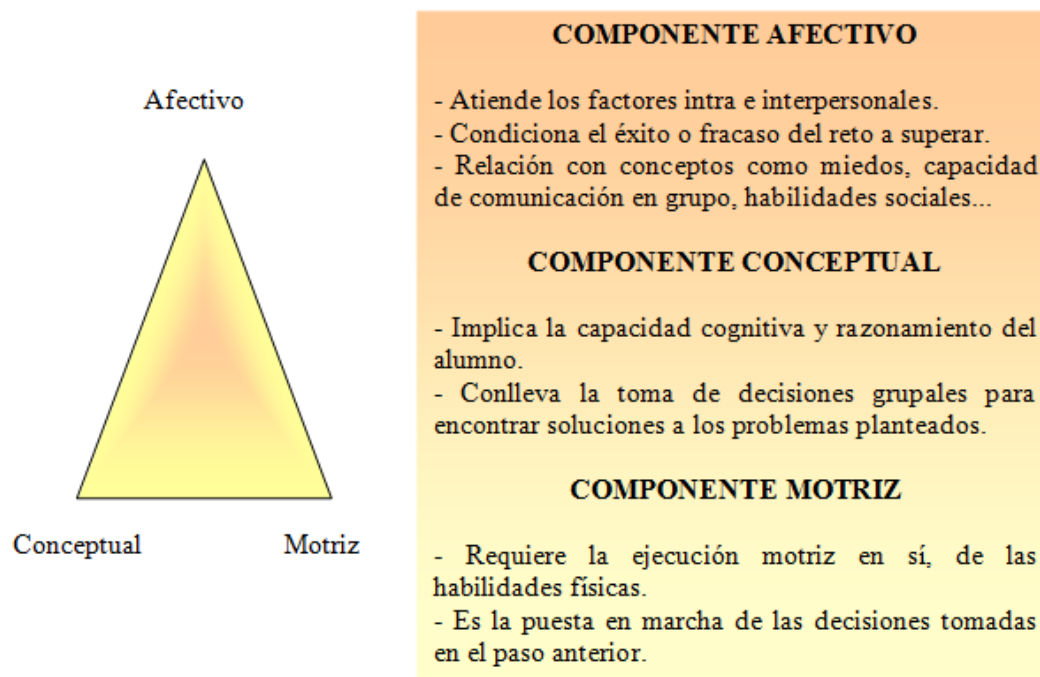 Afectivo
Conceptual
Motriz
COMPONENTE AFECTIVO
- Atiende los factores intra e interpersonales.
- Condiciona el éxito o fracaso del reto a superar.
- Relación con conceptos como miedos, capacidad
de comunicación en grupo, habilidades sociales...
COMPONENTE CONCEPTUAL
- Implica la capacidad cognitiva y razonamiento del
alumno.
- Conlleva la toma de decisiones grupales para
encontrar soluciones a los problemas planteados.
COMPONENTE MOTRIZ
- Requiere la ejecución motriz en sí, de las
habilidades físicas.
- Es la puesta en marcha de las decisiones tomadas
en el paso anterior.